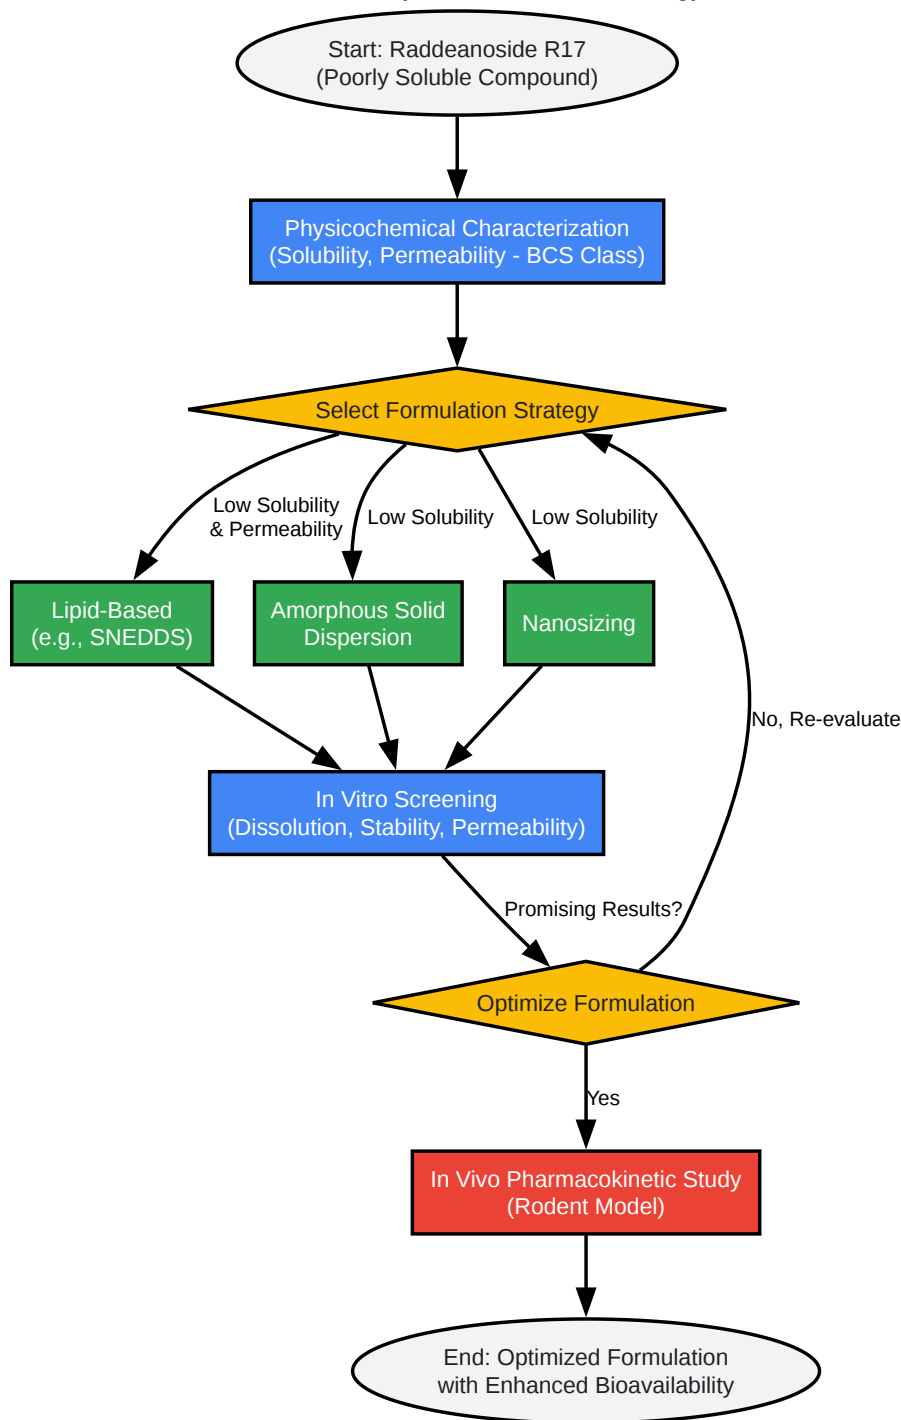 Start: Raddeanoside R17
(Poorly Soluble Compound)
Physicochemical Characterization
(Solubility, Permeability - BCS Class)
Select Formulation Strategy
Low Solubility
& Permeability
Low Solubility
Low Solubility
Lipid-Based
(e.g., SNEDDS)
Amorphous Solid
Dispersion
Nanosizing
No, Re-evaluate
In Vitro Screening
(Dissolution, Stability, Permeability)
Promising Results?
Optimize Formulation
Yes
In Vivo Pharmacokinetic Study
(Rodent Model)
End: Optimized Formulation
with Enhanced Bioavailability